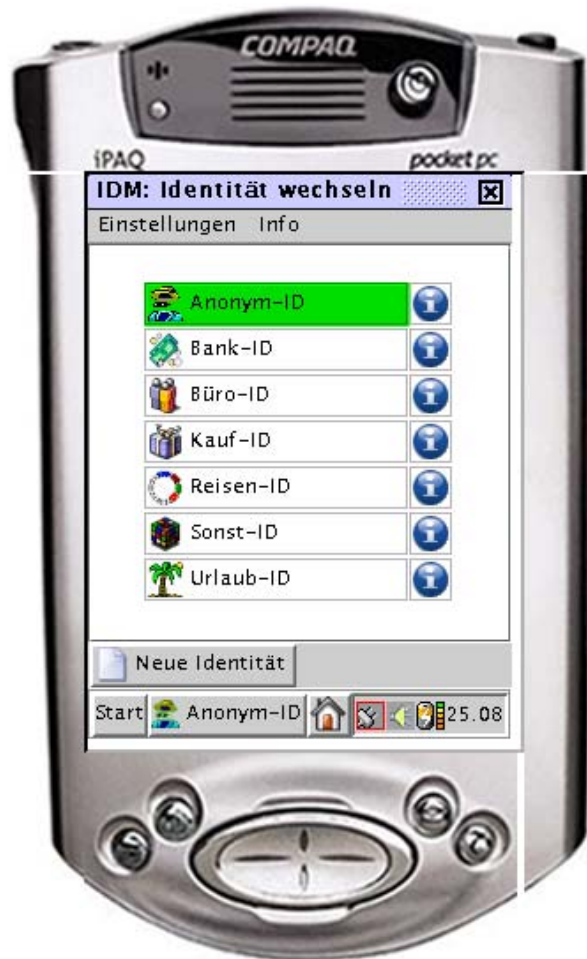 COMPAQ
iPAQ pocket pc
IDM: Identität wechseln
Einstellungen Info
Anonym-ID
Bank-ID
Büro-ID
Kauf-ID
Reisen-ID
Sonst-ID
Urlaub-ID
Neue Identität
Start Anonym-ID 25.08